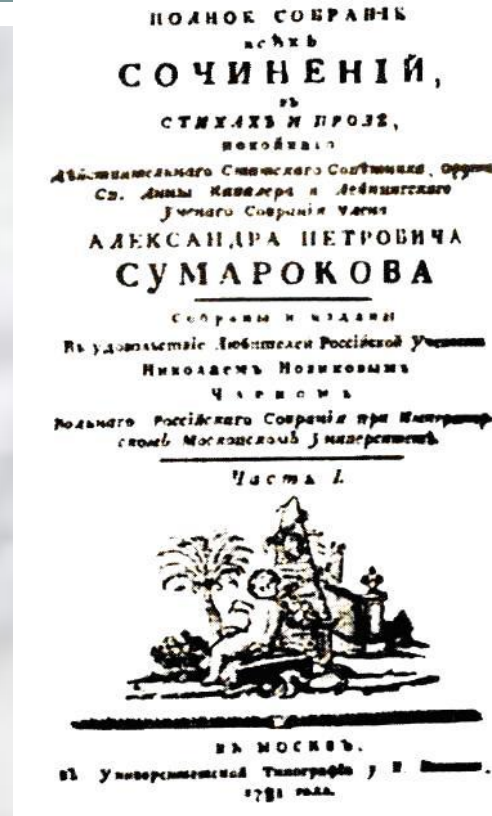 ПОЛНОЕ СОБРАНІЕ
всѣхъ
СОЧИНЕНІЙ,
въ
СТИХАХЪ И ПРОЗѢ,
покойнаго
Дѣйствительнаго Статскаго Совѣтника, Ордена
Св. Анны Кавалера и Лейпцигскаго
Ученаго Собранія Члена
АЛЕКСАНДРА ПЕТРОВИЧА
СУМАРОКОВА
Собраны и изданы
Въ удовольствіе Любителей Россійской
Николаемъ Новиковымъ
Членомъ
Вольнаго Россійскаго Собранія при Император-
скомъ Московскомъ Университетѣ.
Часть I.
ВЪ МОСКВѢ.
въ Университетской Типографіи у Н.
1781 года.